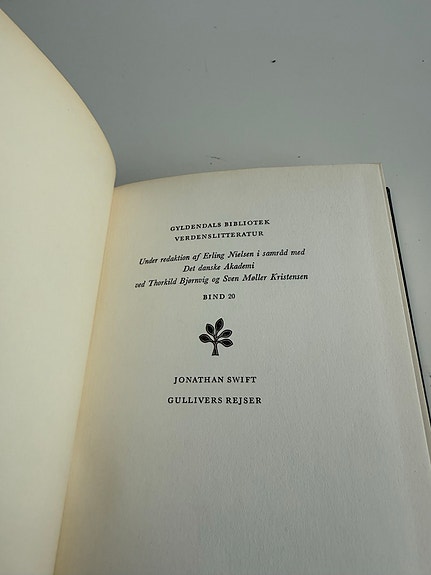 GYLDENDALS BIBLIOTEK
VERDENSLITTERATUR
Under redaktion af Erling Nielsen i samråd med
Det danske Akademi
ved Thorkild Bjørnvig og Sven Møller Kristensen
BIND 20
JONATHAN SWIFT
GULLIVERS REJSER